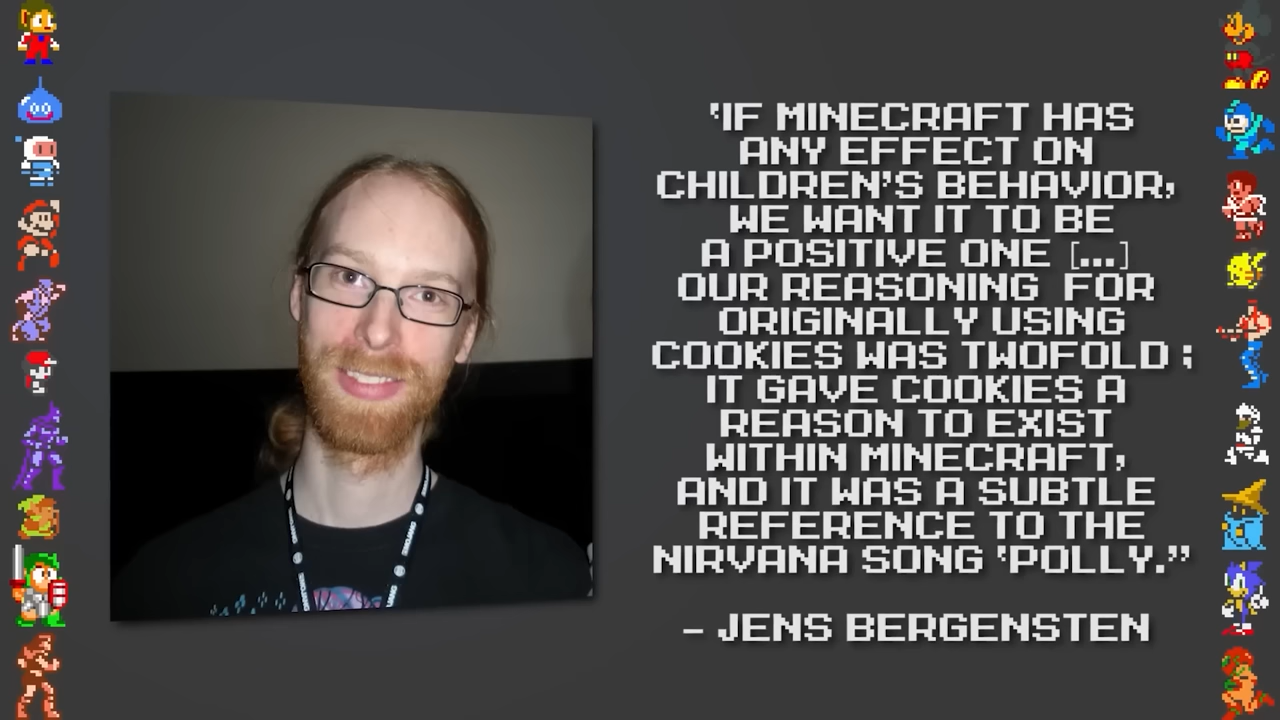 "IF MINECRAFT HAS
ANY EFFECT ON
CHILDREN'S BEHAVIOR,
WE WANT IT TO BE
A POSITIVE ONE [...]
OUR REASONING FOR
ORIGINALLY USING
COOKIES WAS TWOFOLD ;
IT GAVE COOKIES A
REASON TO EXIST
WITHIN MINECRAFT,
AND IT WAS A SUBTLE
REFERENCE TO THE
NIRVANA SONG 'POLLY."
- JENS BERGENSTEN